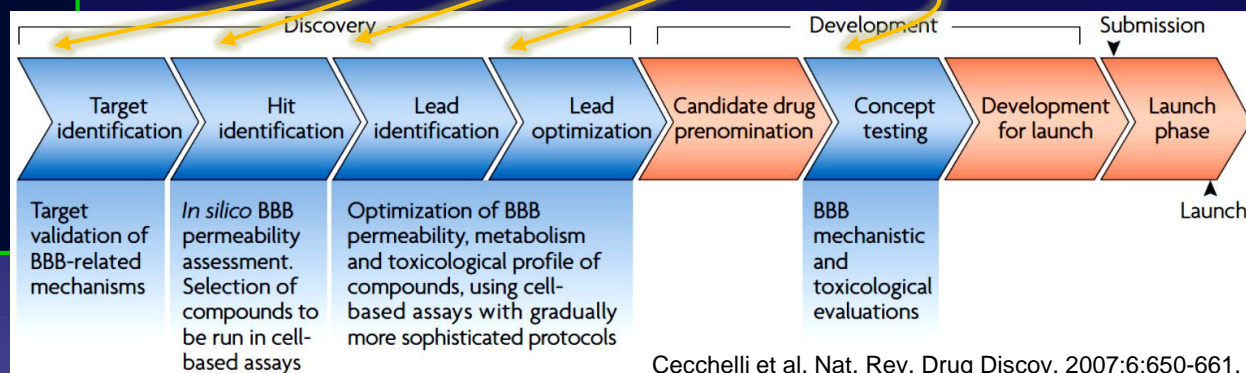 Discovery
Development
Submission
Target
identification
Hit
identification
Lead
identification
Lead
optimization
Candidate drug
prenomination
Concept
testing
Development
for launch
Launch
phase
Launch
Target
validation of
BBB-related
mechanisms
In silico BBB
permeability
assessment.
Selection of
compounds to
be run in cell-
based assays
Optimization of BBB
permeability, metabolism
and toxicological profile of
compounds, using cell-
based assays with gradually
more sophisticated protocols
BBB
mechanistic
and
toxicological
evaluations
Cecchelli et al. Nat. Rev. Drug Discov. 2007;6:650-661.